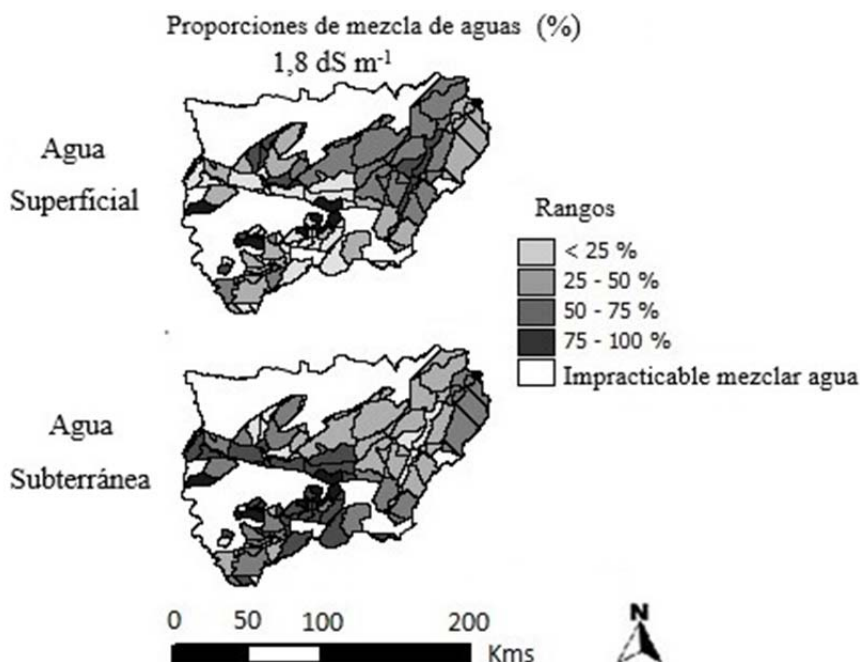 Proporciones de mezcla de aguas (%)
1,8 dS m-1
Agua
Superficial
Rangos
< 25 %
25 - 50 %
50 - 75 %
75 - 100 %
Impracticable mezclar agua
Agua
Subterránea
0 50 100 200
Kms
N